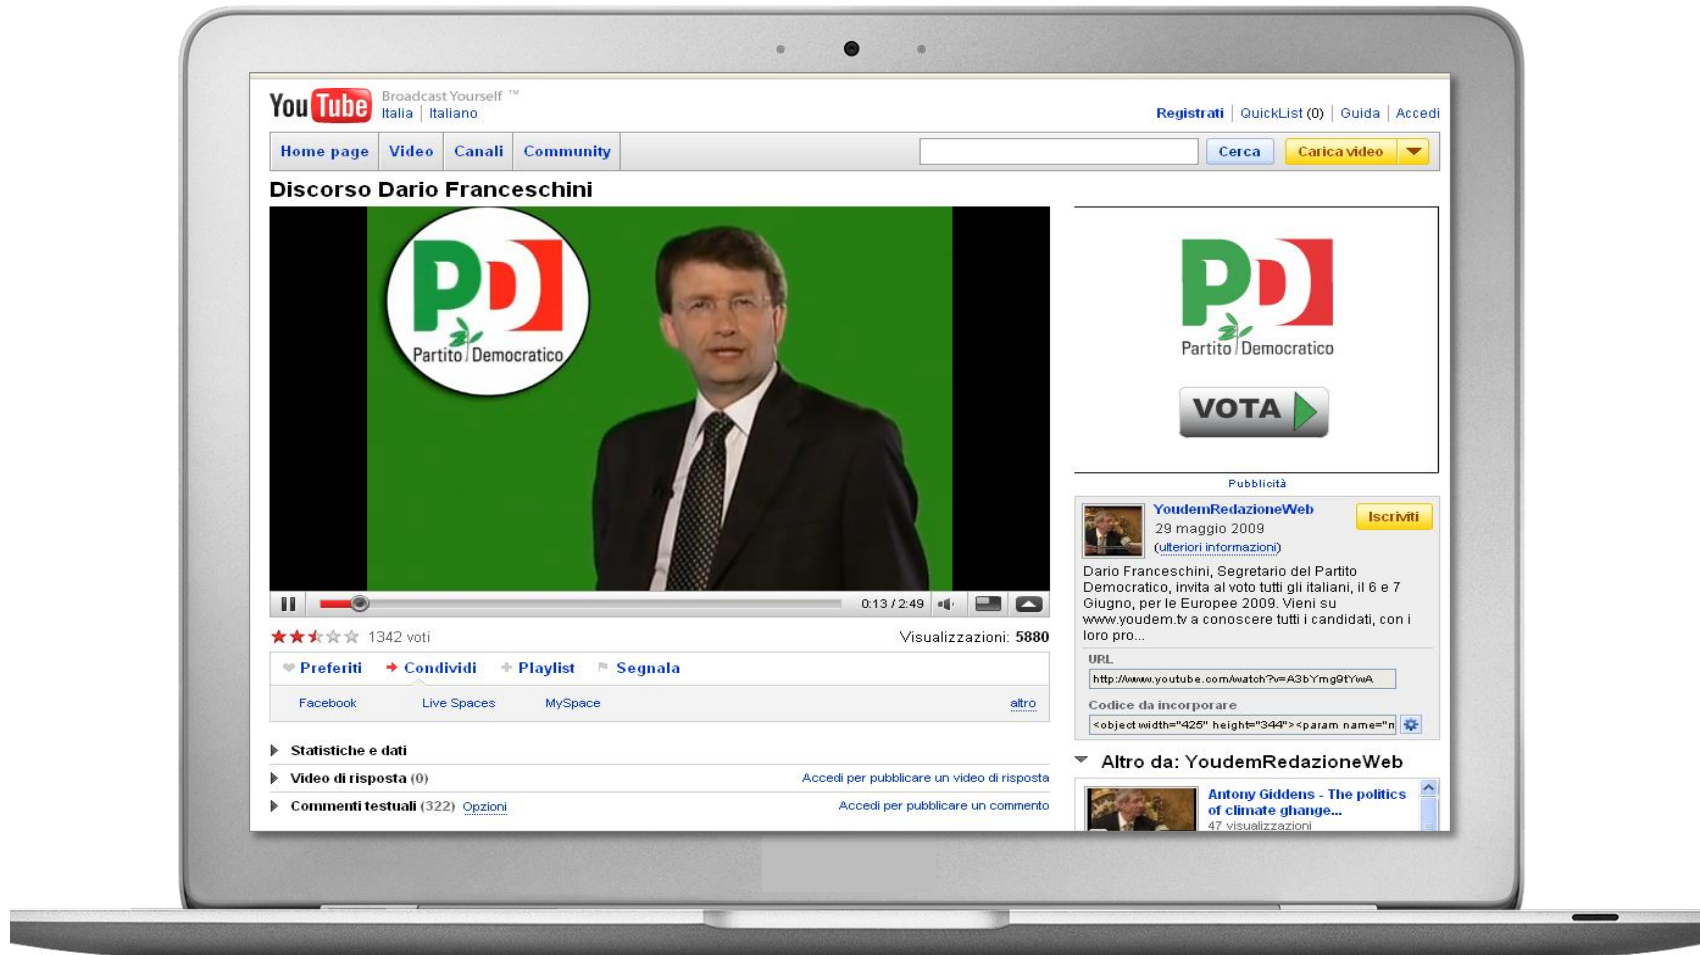 YouTube
Broadcast Yourself ™
Italia | Italiano
Registrati | QuickList (0) | Guida | Accedi
Home page Video Canali Community
Cerca Carica video
Discorso Dario Franceschini
PD
Partito Democratico
PD
Partito Democratico
VOTA
Pubblicità
0:13 / 2:49
1342 voti
Visualizzazioni: 5880
Preferiti Condividi Playlist Segnala
Facebook Live Spaces MySpace altro
Statistiche e dati
Video di risposta (0) Accedi per pubblicare un video di risposta
Commenti testuali (322) Opzioni Accedi per pubblicare un commento
YoudemRedazioneWeb
Iscriviti
29 maggio 2009
(ulteriori informazioni)
Dario Franceschini, Segretario del Partito
Democratico, invita al voto tutti gli italiani, il 6 e 7
Giugno, per le Europee 2009. Vieni su
www.youdem.tv a conoscere tutti i candidati, con i
loro pro...
URL
http://www.youtube.com/watch?v=A3bYmg9tYwA
Codice da incorporare
<object width="425" height="344"><param name="n
Altro da: YoudemRedazioneWeb
Antony Giddens - The politics
of climate ghange...
47 visualizzazioni